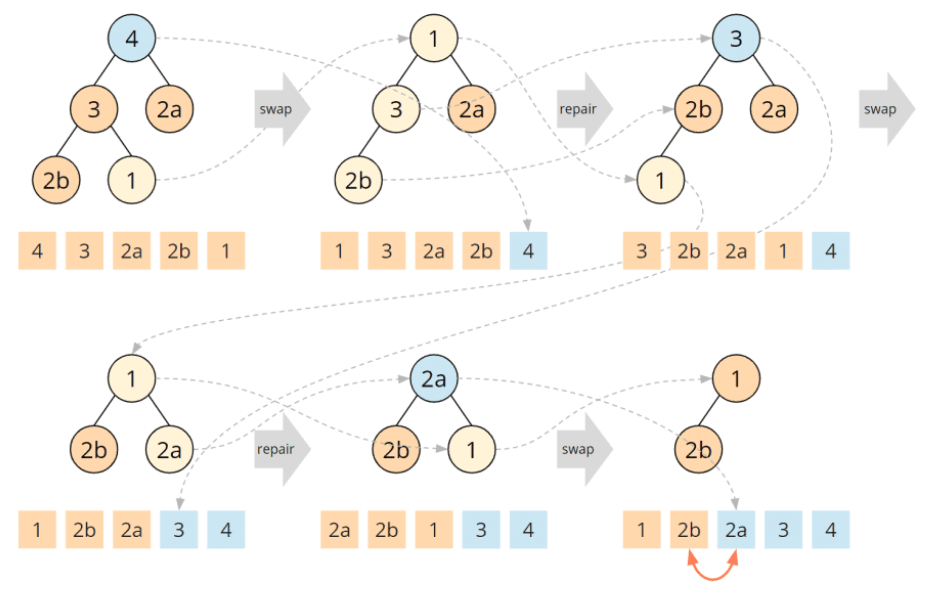 4 swap 1 repair 3 swap
3 2a 3 2a 2b 2a
2b 1 2b 1
4 3 2a 2b 1 1 3 2a 2b 4 3 2b 2a 1 4
1 repair 2a swap 1
2b 2a 2b 1 2b
1 2b 2a 3 4 2a 2b 1 3 4 1 2b 2a 3 4